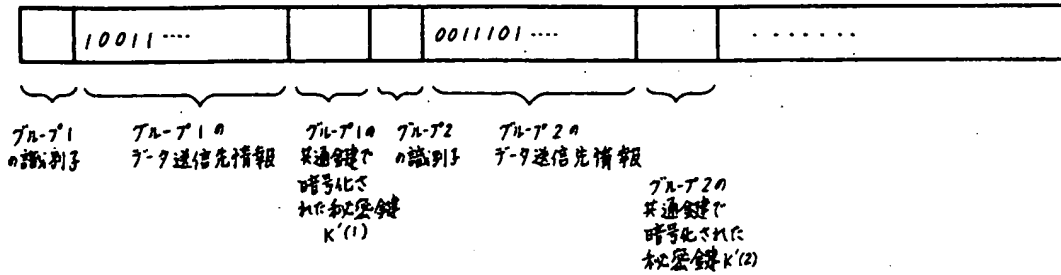 10011‥‥
0011101‥‥
‥‥‥‥
グループ1
の識別子
グループ1の
データ送信先情報
グループ1の
共通鍵で
暗号化さ
れた秘密鍵
K'(1)
グループ2
の識別子
グループ2の
データ送信先情報
グループ2の
共通鍵で
暗号化された
秘密鍵K'(2)